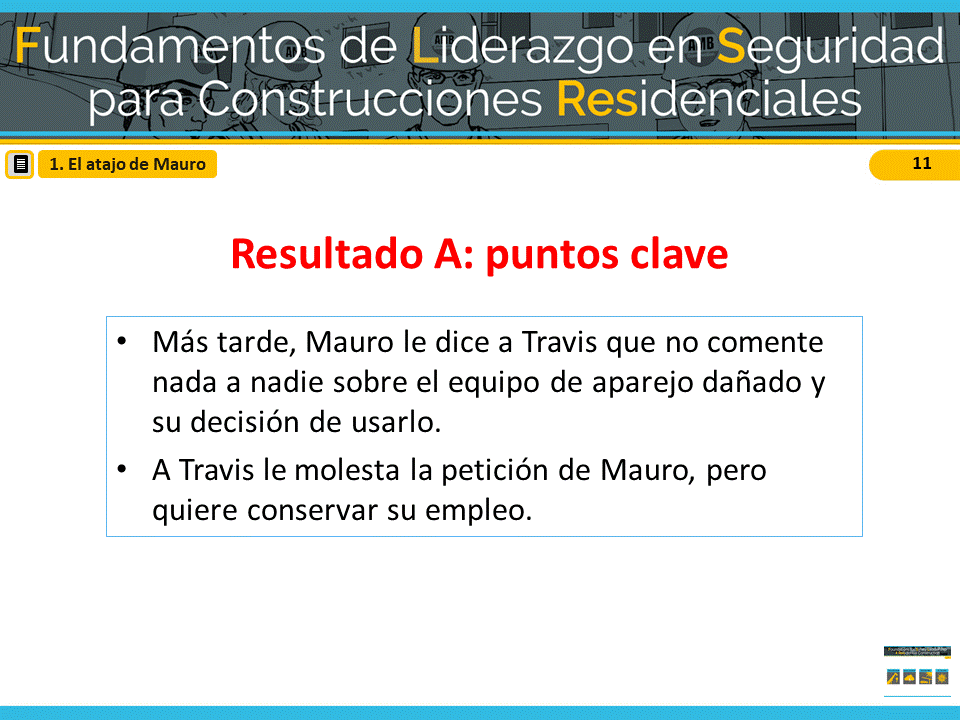 Fundamentos de Liderazgo en Seguridad
para Construcciones Residenciales
1. El atajo de Mauro
11
Resultado A: puntos clave
• Más tarde, Mauro le dice a Travis que no comente
nada a nadie sobre el equipo de aparejo dañado y
su decisión de usarlo.
• A Travis le molesta la petición de Mauro, pero
quiere conservar su empleo.